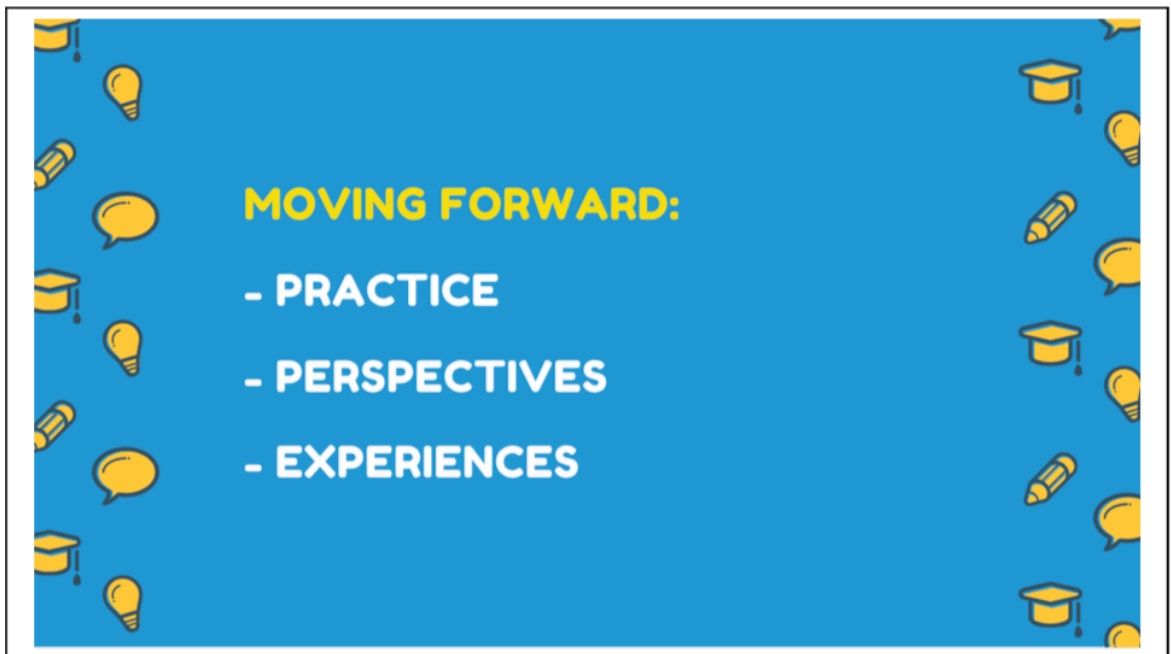 MOVING FORWARD:
- PRACTICE
- PERSPECTIVES
- EXPERIENCES